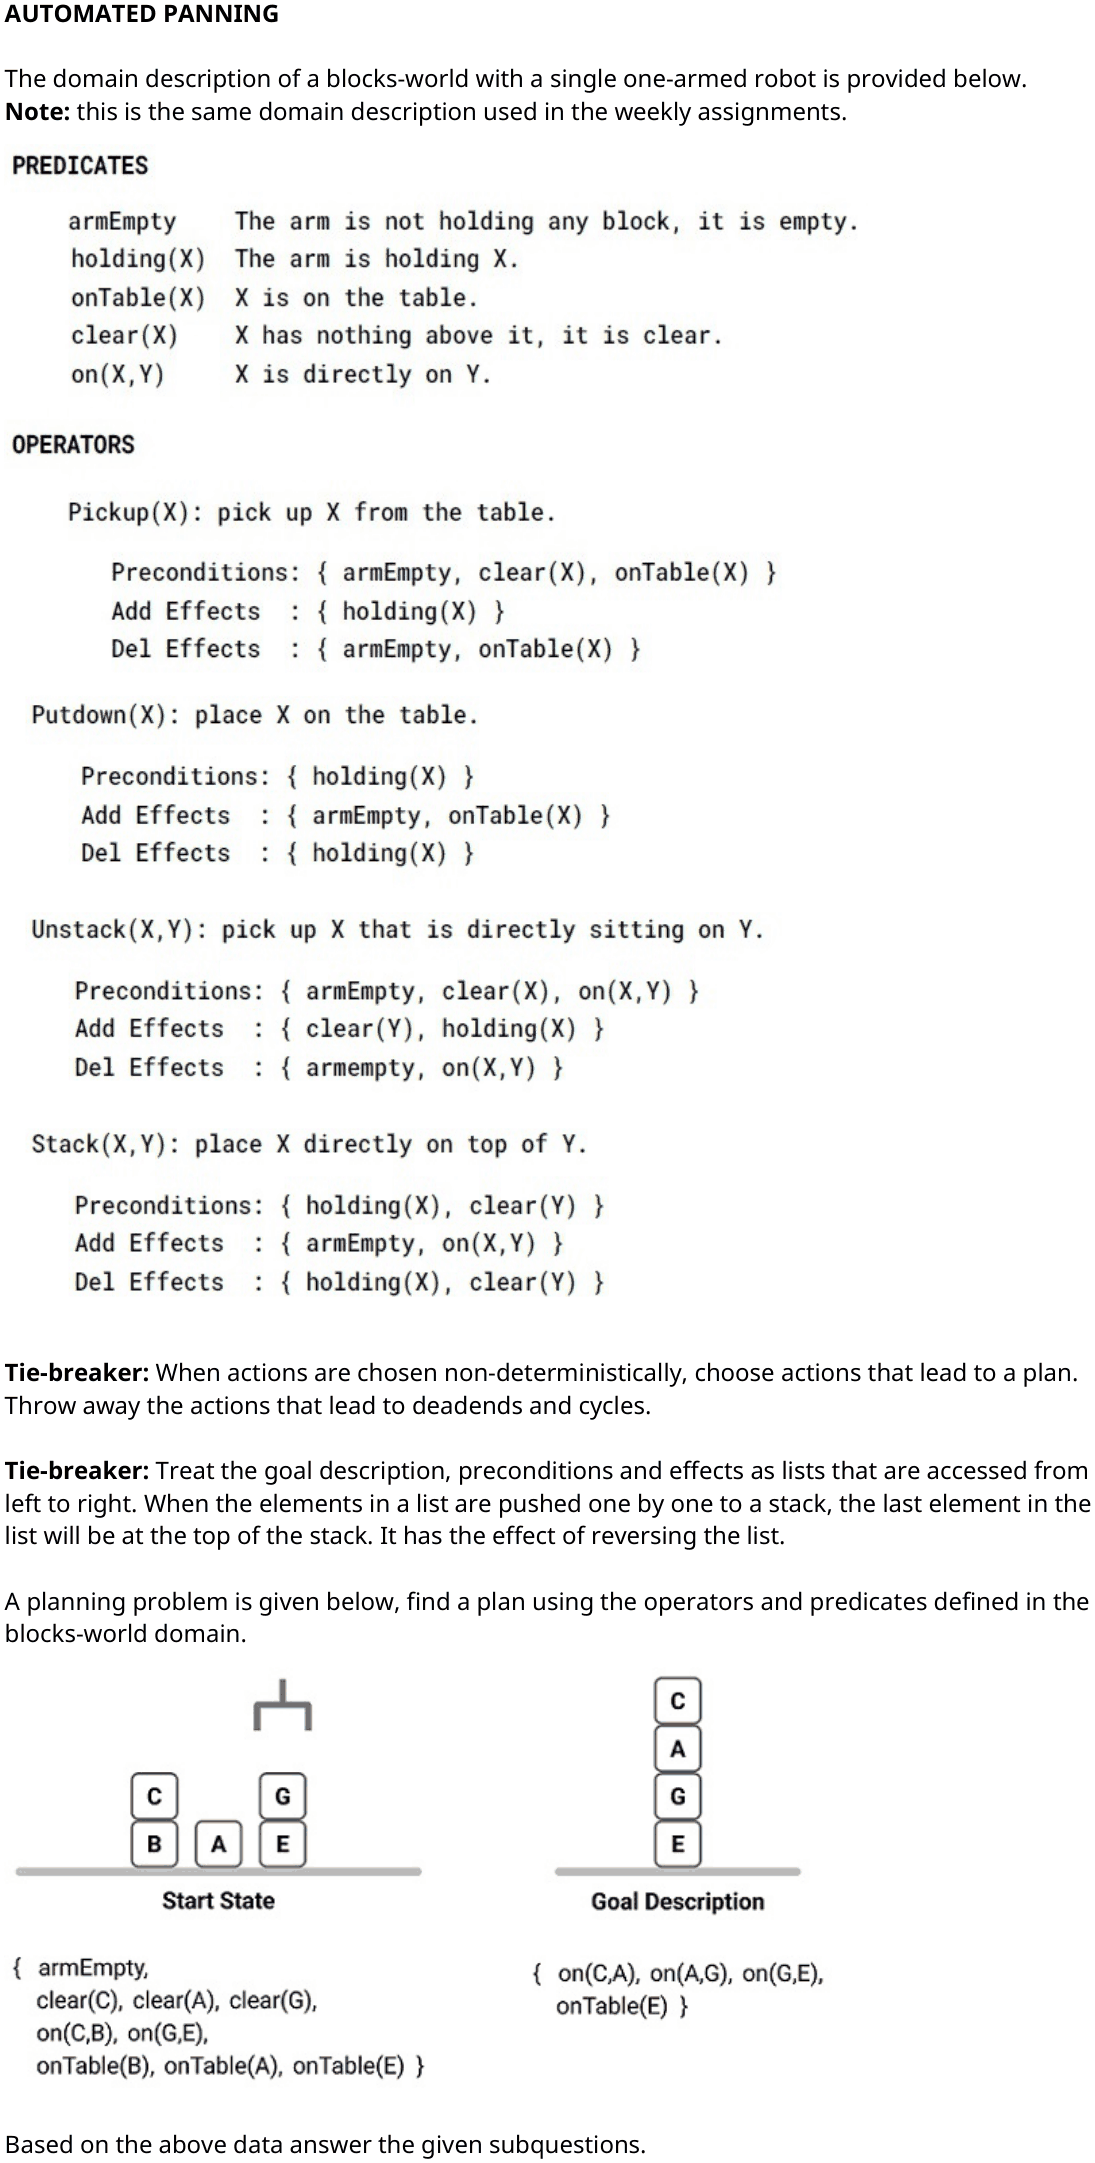 AUTOMATED PANNING
The domain description of a blocks-world with a single one-armed robot is provided below.
Note: this is the same domain description used in the weekly assignments.
PREDICATES
armEmpty The arm is not holding any block, it is empty.
holding(X) The arm is holding X.
onTable(X) X is on the table.
clear(X) X has nothing above it, it is clear.
on(X,Y) X is directly on Y.
OPERATORS
Pickup(X): pick up X from the table.
Preconditions: { armEmpty, clear(X), onTable(X) }
Add Effects : { holding(X) }
Del Effects : { armEmpty, onTable(X) }
Putdown(X): place X on the table.
Preconditions: { holding(X) }
Add Effects : { armEmpty, onTable(X) }
Del Effects : { holding(X) }
Unstack(X,Y): pick up X that is directly sitting on Y.
Preconditions: { armEmpty, clear(X), on(X,Y) }
Add Effects : { clear(Y), holding(X) }
Del Effects : { armempty, on(X,Y) }
Stack(X,Y): place X directly on top of Y.
Preconditions: { holding(X), clear(Y) }
Add Effects : { armEmpty, on(X,Y) }
Del Effects : { holding(X), clear(Y) }
Tie-breaker: When actions are chosen non-deterministically, choose actions that lead to a plan.
Throw away the actions that lead to deadends and cycles.
Tie-breaker: Treat the goal description, preconditions and effects as lists that are accessed from
left to right. When the elements in a list are pushed one by one to a stack, the last element in the
list will be at the top of the stack. It has the effect of reversing the list.
A planning problem is given below, find a plan using the operators and predicates defined in the
blocks-world domain.
C G
B A E
Start State
{ armEmpty,
clear(C), clear(A), clear(G),
on(C,B), on(G,E),
onTable(B), onTable(A), onTable(E) }
C
A
G
E
Goal Description
{ on(C,A), on(A,G), on(G,E),
onTable(E) }
Based on the above data answer the given subquestions.